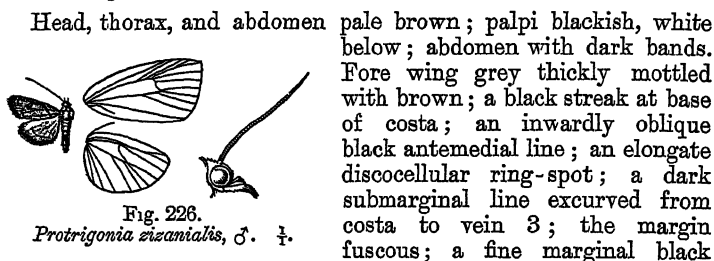 Head, thorax, and abdomen pale brown; palpi blackish, white
below; abdomen with dark bands.
Fore wing grey thickly mottled
with brown; a black streak at base
of costa; an inwardly oblique
black antemedial line; an elongate
discocellular ring-spot; a dark
submarginal line excurved from
costa to vein 3; the margin
fuscous; a fine marginal black
Fig. 226.
Protrigonia zizanialis, ♂. 1/1.